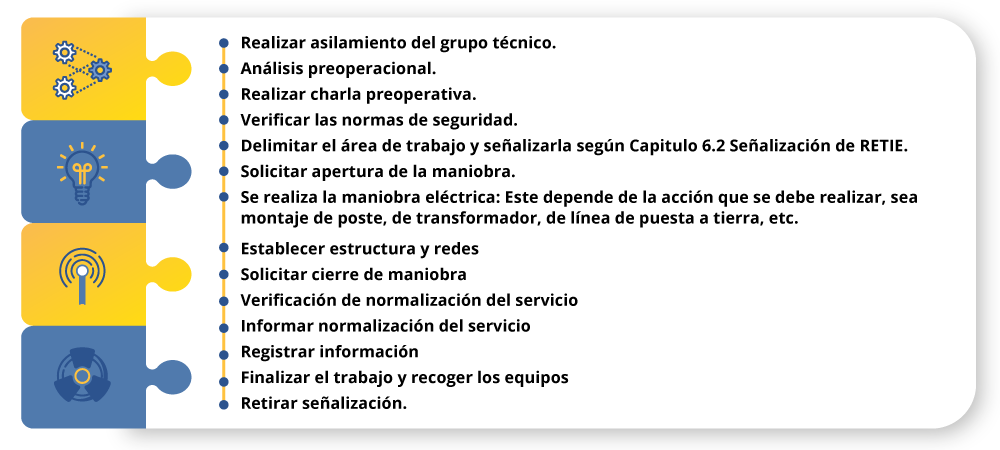 Realizar asilamiento del grupo técnico.
Análisis preoperacional.
Realizar charla preoperativa.
Verificar las normas de seguridad.
Delimitar el área de trabajo y señalizarla según Capitulo 6.2 Señalización de RETIE.
Solicitar apertura de la maniobra.
Se realiza la maniobra eléctrica: Este depende de la acción que se debe realizar, sea
montaje de poste, de transformador, de línea de puesta a tierra, etc.
Establecer estructura y redes
Solicitar cierre de maniobra
Verificación de normalización del servicio
Informar normalización del servicio
Registrar información
Finalizar el trabajo y recoger los equipos
Retirar señalización.